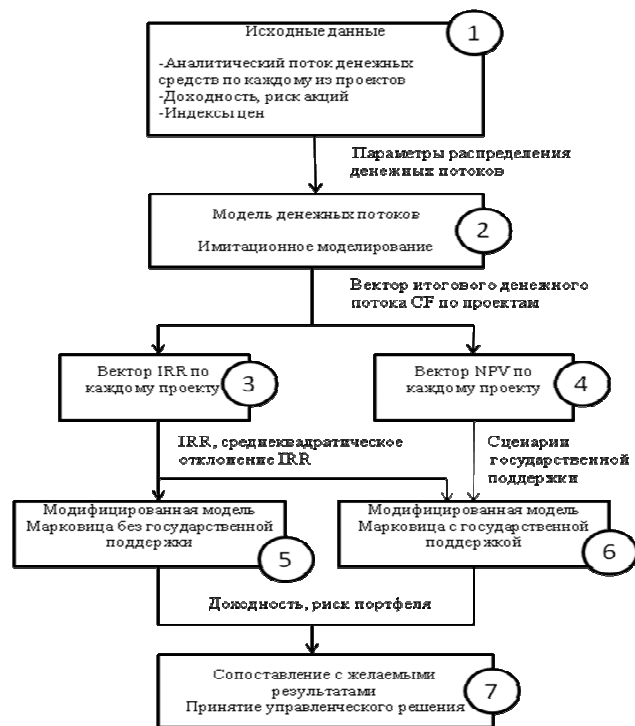 Исходные данные
1
-Аналитический поток денежных
средств по каждому из проектов
-Доходность, риск акций
-Индексы цен
Параметры распределения
денежных потоков
Модель денежных потоков
2
Имитационное моделирование
Вектор итогового денежного
потока CF по проектам
Вектор IRR по
каждому проекту
3
Вектор NPV по
каждому проекту
4
IRR, среднеквадратическое
отклонение IRR
Сценарии
государственной
поддержки
Модифицированная модель
Марковица без государственной
поддержки
5
Модифицированная модель
Марковица с государственной
поддержкой
6
Доходность, риск портфеля
Сопоставление с желаемыми
результатами
Принятие управленческого решения
7